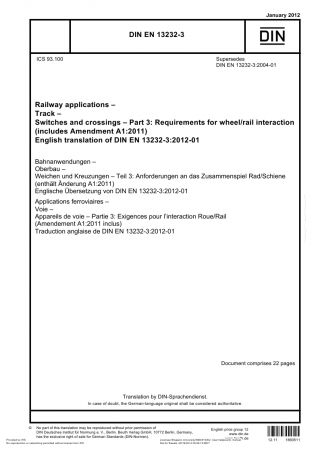 January 2012
DIN EN 13232-3
DIN
ICS 93.100
Supersedes
DIN EN 13232-3:2004-01
Railway applications –
Track –
Switches and crossings – Part 3: Requirements for wheel/rail interaction
(includes Amendment A1:2011)
English translation of DIN EN 13232-3:2012-01
Bahnanwendungen –
Oberbau –
Weichen und Kreuzungen – Teil 3: Anforderungen an das Zusammenspiel Rad/Schiene
(enthält Änderung A1:2011)
Englische Übersetzung von DIN EN 13232-3:2012-01
Applications ferroviaires –
Voie –
Appareils de voie – Partie 3: Exigences pour l'interaction Roue/Rail
(Amendement A1:2011 inclus)
Traduction anglaise de DIN EN 13232-3:2012-01
Document comprises 22 pages
Translation by DIN-Sprachendienst.
In case of doubt, the German-language original shall be considered authoritative.
© No part of this translation may be reproduced without prior permission of
DIN Deutsches Institut für Normung e. V., Berlin. Beuth Verlag GmbH, 10772 Berlin, Germany,
has the exclusive right of sale for German Standards (DIN-Normen).
English price group 12
www.din.de
12.11